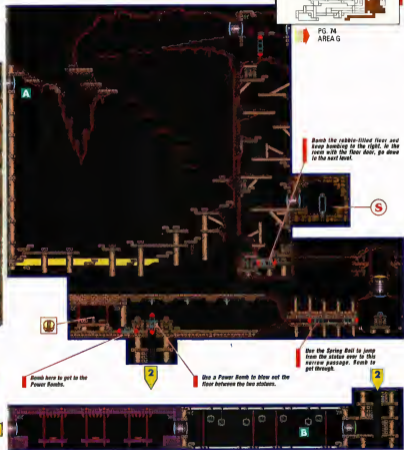 PG. 74
AREA G
A
Bomb the rubble-filled floor and
keep bombing to the right. In the
room with the floor door, go down
to the next level.
S
Use the Spring Ball to jump
from the statue over to this
narrow passage. Bomb to
get through.
Bomb here to get to the
Power Bombs.
Use a Power Bomb to blow out the
floor between the two statues.
2
2
B